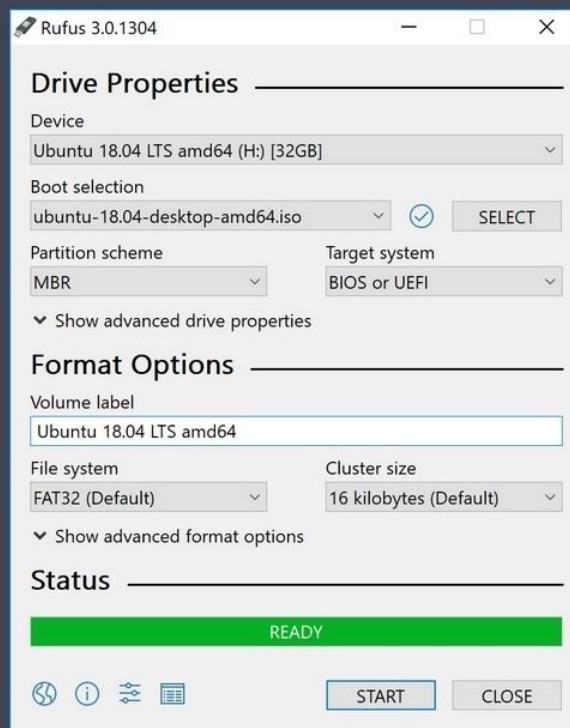 Rufus 3.0.1304
Drive Properties
Device
Ubuntu 18.04 LTS amd64 (H:) [32GB]
Boot selection
ubuntu-18.04-desktop-amd64.iso
SELECT
Partition scheme
Target system
MBR
BIOS or UEFI
Show advanced drive properties
Format Options
Volume label
Ubuntu 18.04 LTS amd64
File system
Cluster size
FAT32 (Default)
16 kilobytes (Default)
Show advanced format options
Status
READY
START
CLOSE